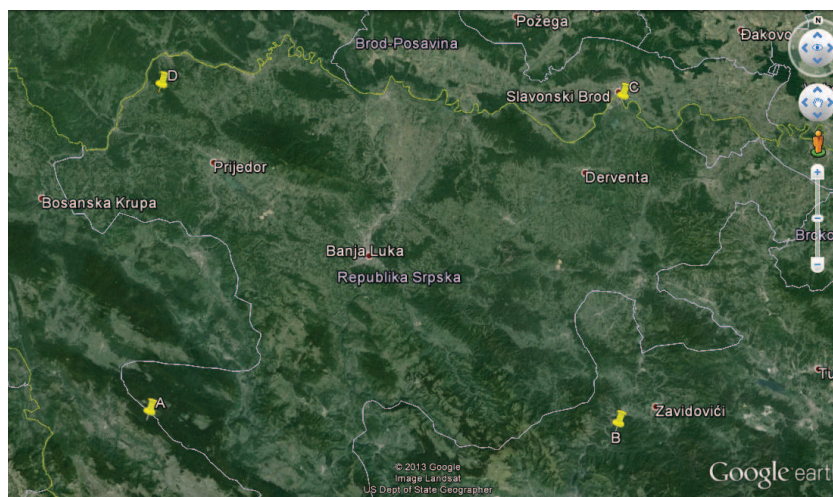 N
Požega
Đakovo
Brod-Posavina
D
Slavonski Brod
C
Prijedor
Derventa
Bosanska Krupa
Banja Luka
Republika Srpska
A
B
Zavidovići
© 2013 Google
Image Landsat
US Dept of State Geographer
Google earth